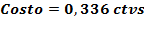 Costo = 0,336 ctvs